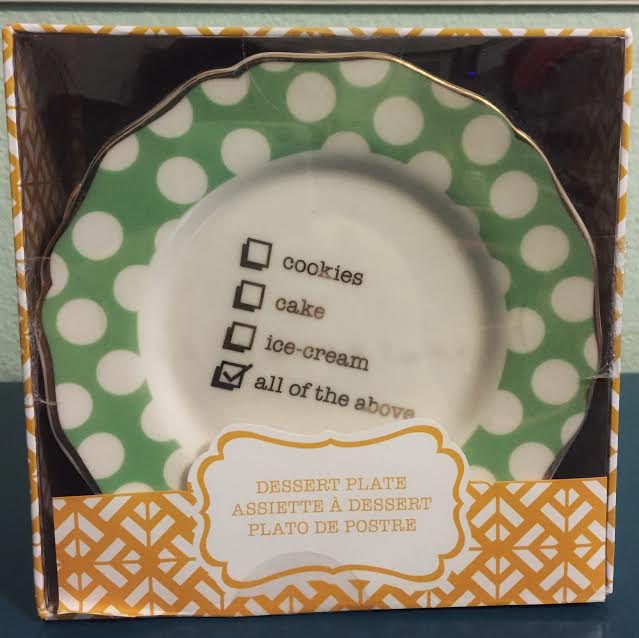 cookies
cake
ice-cream
all of the above
DESSERT PLATE
ASSIETTE À DESSERT
PLATO DE POSTRE